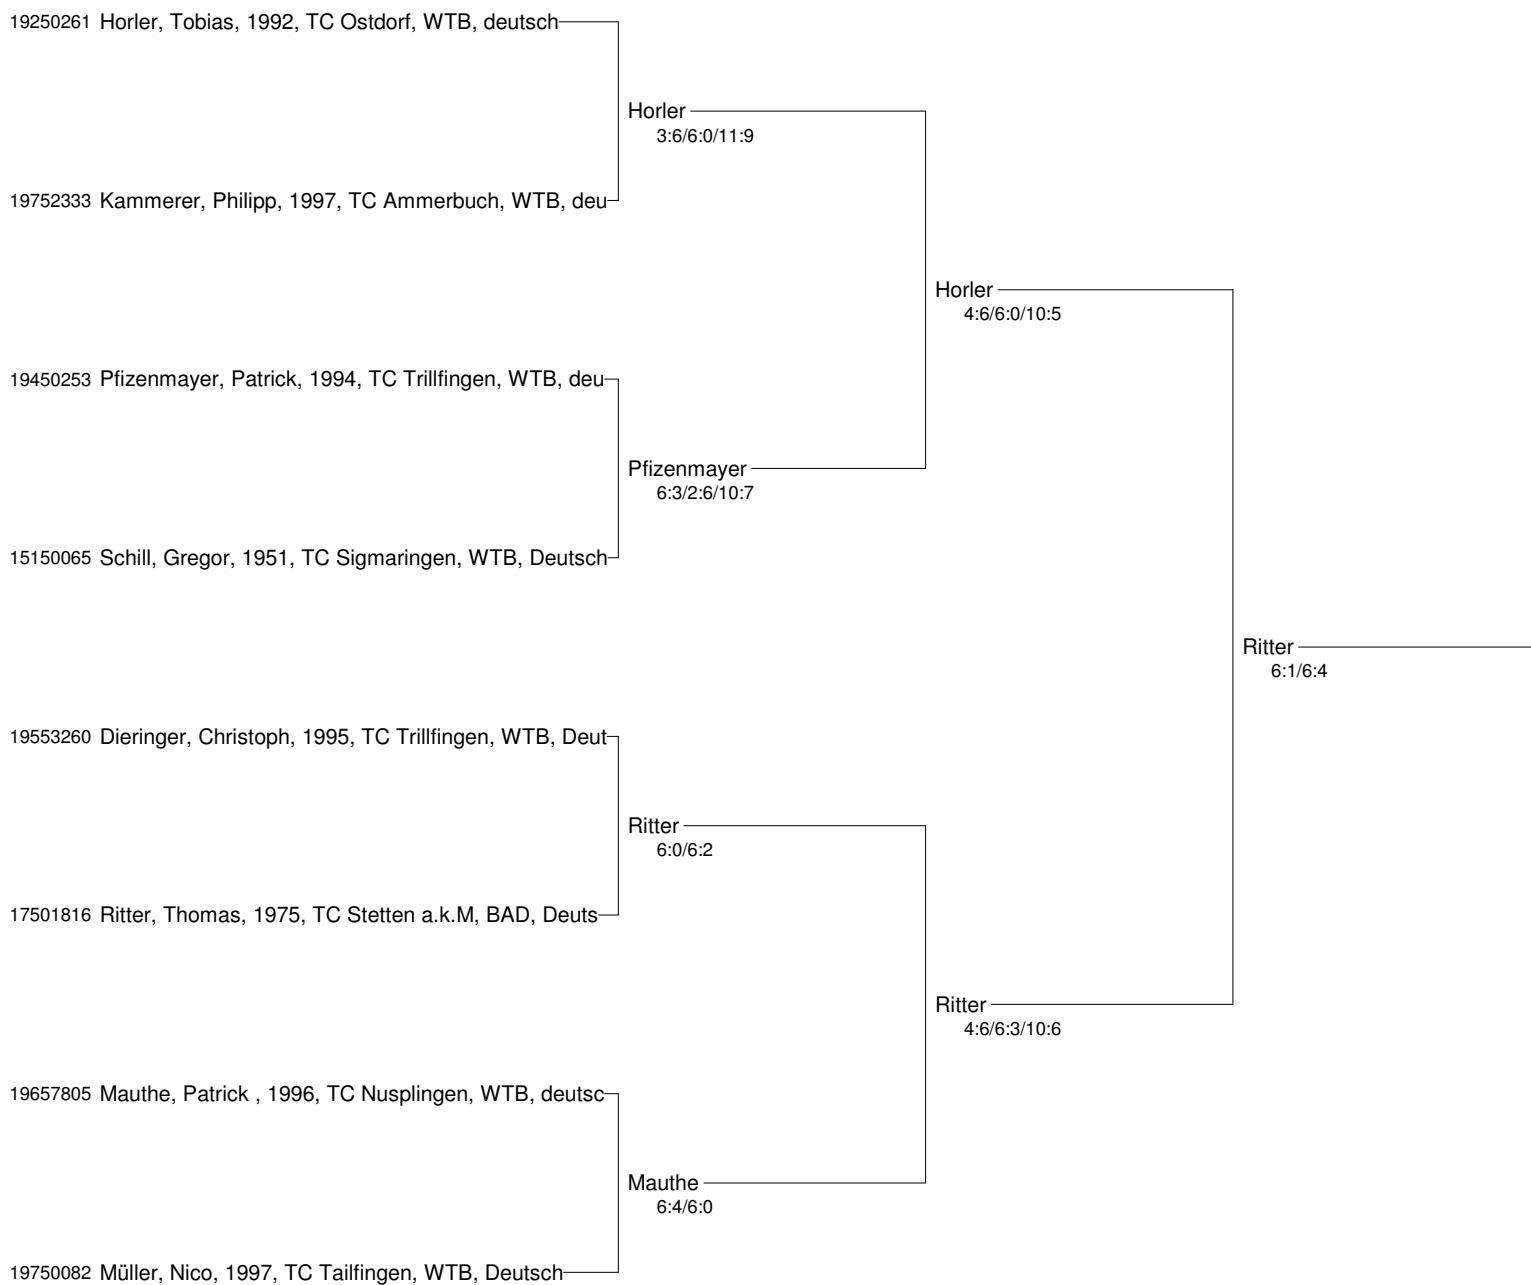 19250261 Horler, Tobias, 1992, TC Ostdorf, WTB, deutsch
Horler
3:6/6:0/11:9
19752333 Kammerer, Philipp, 1997, TC Ammerbuch, WTB, deu
Horler
4:6/6:0/10:5
19450253 Pfizenmayer, Patrick, 1994, TC Trillfingen, WTB, deu
Pfizenmayer
6:3/2:6/10:7
15150065 Schill, Gregor, 1951, TC Sigmaringen, WTB, Deutsch
Ritter
6:1/6:4
19553260 Dieringer, Christoph, 1995, TC Trillfingen, WTB, Deut
Ritter
6:0/6:2
17501816 Ritter, Thomas, 1975, TC Stetten a.k.M, BAD, Deuts
Ritter
4:6/6:3/10:6
19657805 Mauthe, Patrick , 1996, TC Nusplingen, WTB, deutsc
Mauthe
6:4/6:0
19750082 Müller, Nico, 1997, TC Tailfingen, WTB, Deutsch